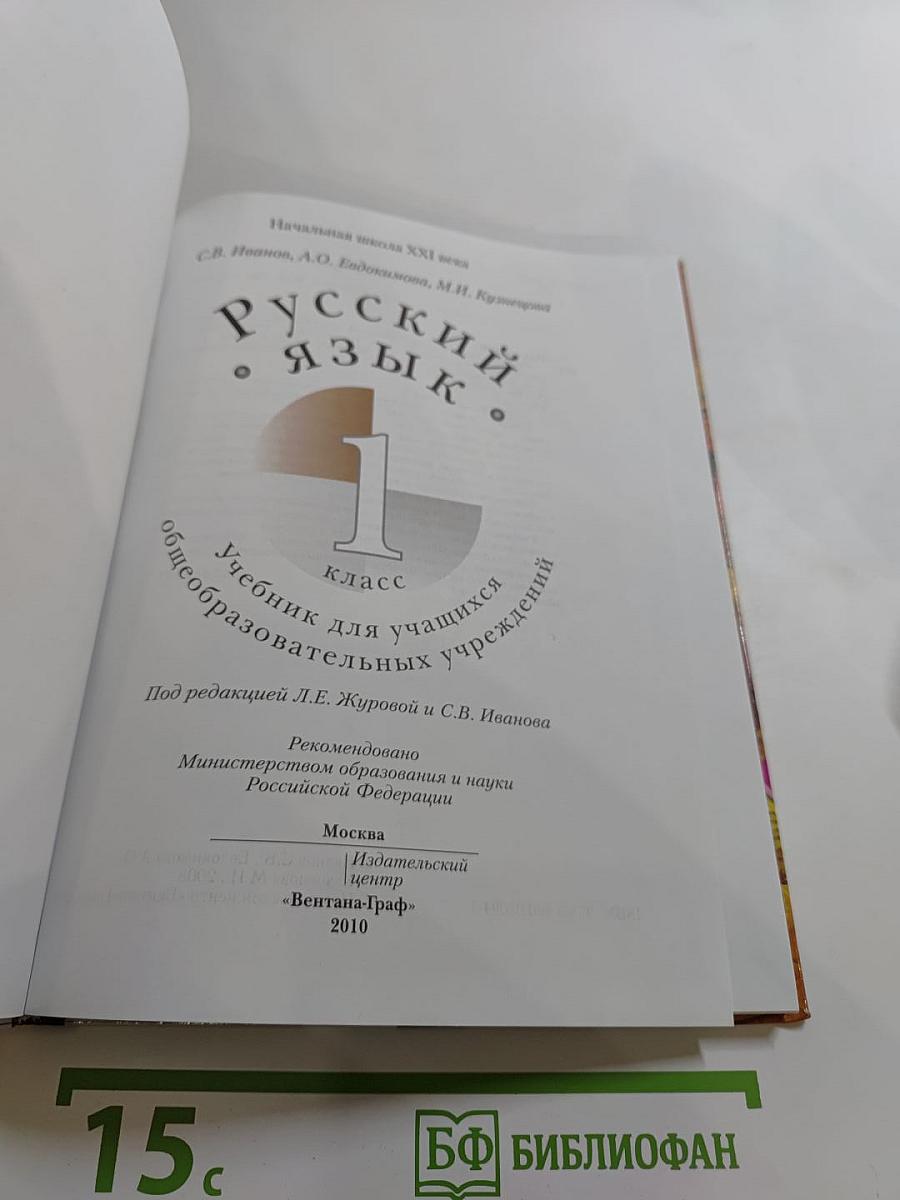 Начальная школа XXI века
С.В. Иванов, А.О. Евдокимова, М.И. Кузнецова
Русский
язык
1
класс
Учебник для учащихся
общеобразовательных учреждений
Под редакцией Л.Е. Журовой и С.В. Иванова
Рекомендовано
Министерством образования и науки
Российской Федерации
Москва
Издательский
центр
«Вентана-Граф»
2010
15 с
БФ БИБЛИОФАН